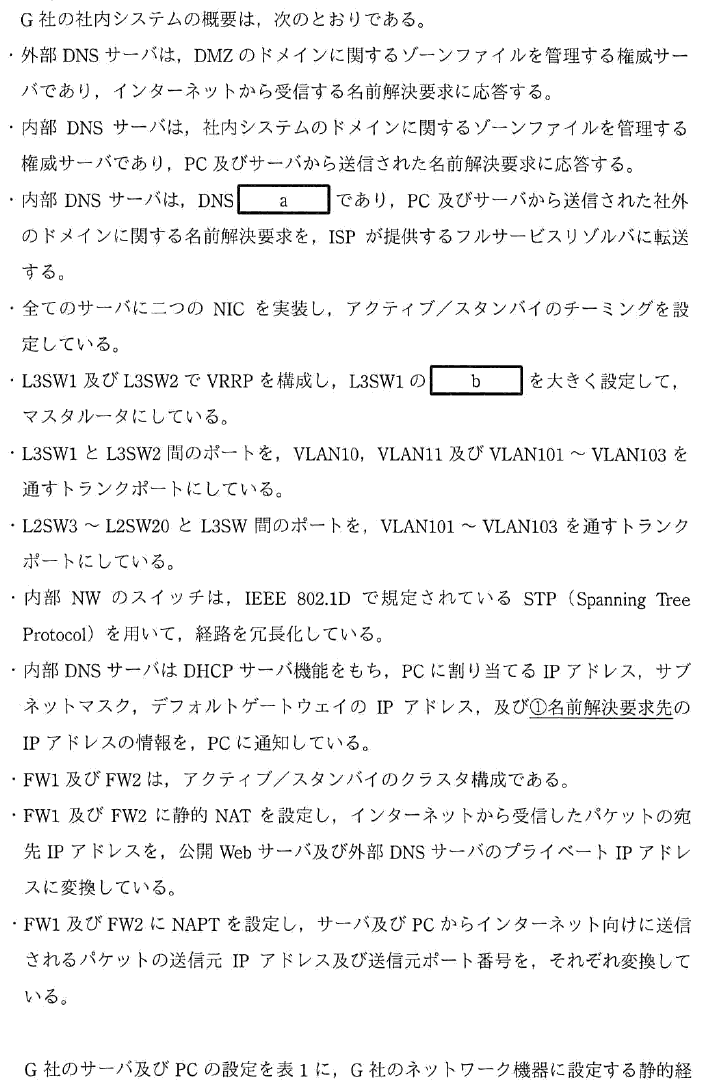 G 社の社内システムの概要は，次のとおりである。
・外部 DNS サーバは，DMZ のドメインに関するゾーンファイルを管理する権威サー
バであり，インターネットから受信する名前解決要求に応答する。
・内部 DNS サーバは，社内システムのドメインに関するゾーンファイルを管理する
権威サーバであり，PC 及びサーバから送信された名前解決要求に応答する。
・内部 DNS サーバは，DNS a であり，PC 及びサーバから送信された社外
のドメインに関する名前解決要求を，ISP が提供するフルサービスリゾルバに転送
する。
・全てのサーバに二つの NIC を実装し，アクティブ／スタンバイのチーミングを設
定している。
・L3SW1 及び L3SW2 で VRRP を構成し，L3SW1 の b を大きく設定して，
マスタルータにしている。
・L3SW1 と L3SW2 間のポートを，VLAN10，VLAN11 及び VLAN101 ～ VLAN103 を
通すトランクポートにしている。
・L2SW3 ～ L2SW20 と L3SW 間のポートを，VLAN101 ～ VLAN103 を通すトランク
ポートにしている。
・内部 NW のスイッチは，IEEE 802.1D で規定されている STP（Spanning Tree
Protocol）を用いて，経路を冗長化している。
・内部 DNS サーバは DHCP サーバ機能をもち，PC に割り当てる IP アドレス，サブ
ネットマスク，デフォルトゲートウェイの IP アドレス，及び①名前解決要求先の
IP アドレスの情報を，PC に通知している。
・FW1 及び FW2 は，アクティブ／スタンバイのクラスタ構成である。
・FW1 及び FW2 に静的 NAT を設定し，インターネットから受信したパケットの宛
先 IP アドレスを，公開 Web サーバ及び外部 DNS サーバのプライベート IP アドレ
スに変換している。
・FW1 及び FW2 に NAPT を設定し，サーバ及び PC からインターネット向けに送信
されるパケットの送信元 IP アドレス及び送信元ポート番号を，それぞれ変換して
いる。
G 社のサーバ及び PC の設定を表 1 に，G 社のネットワーク機器に設定する静的経